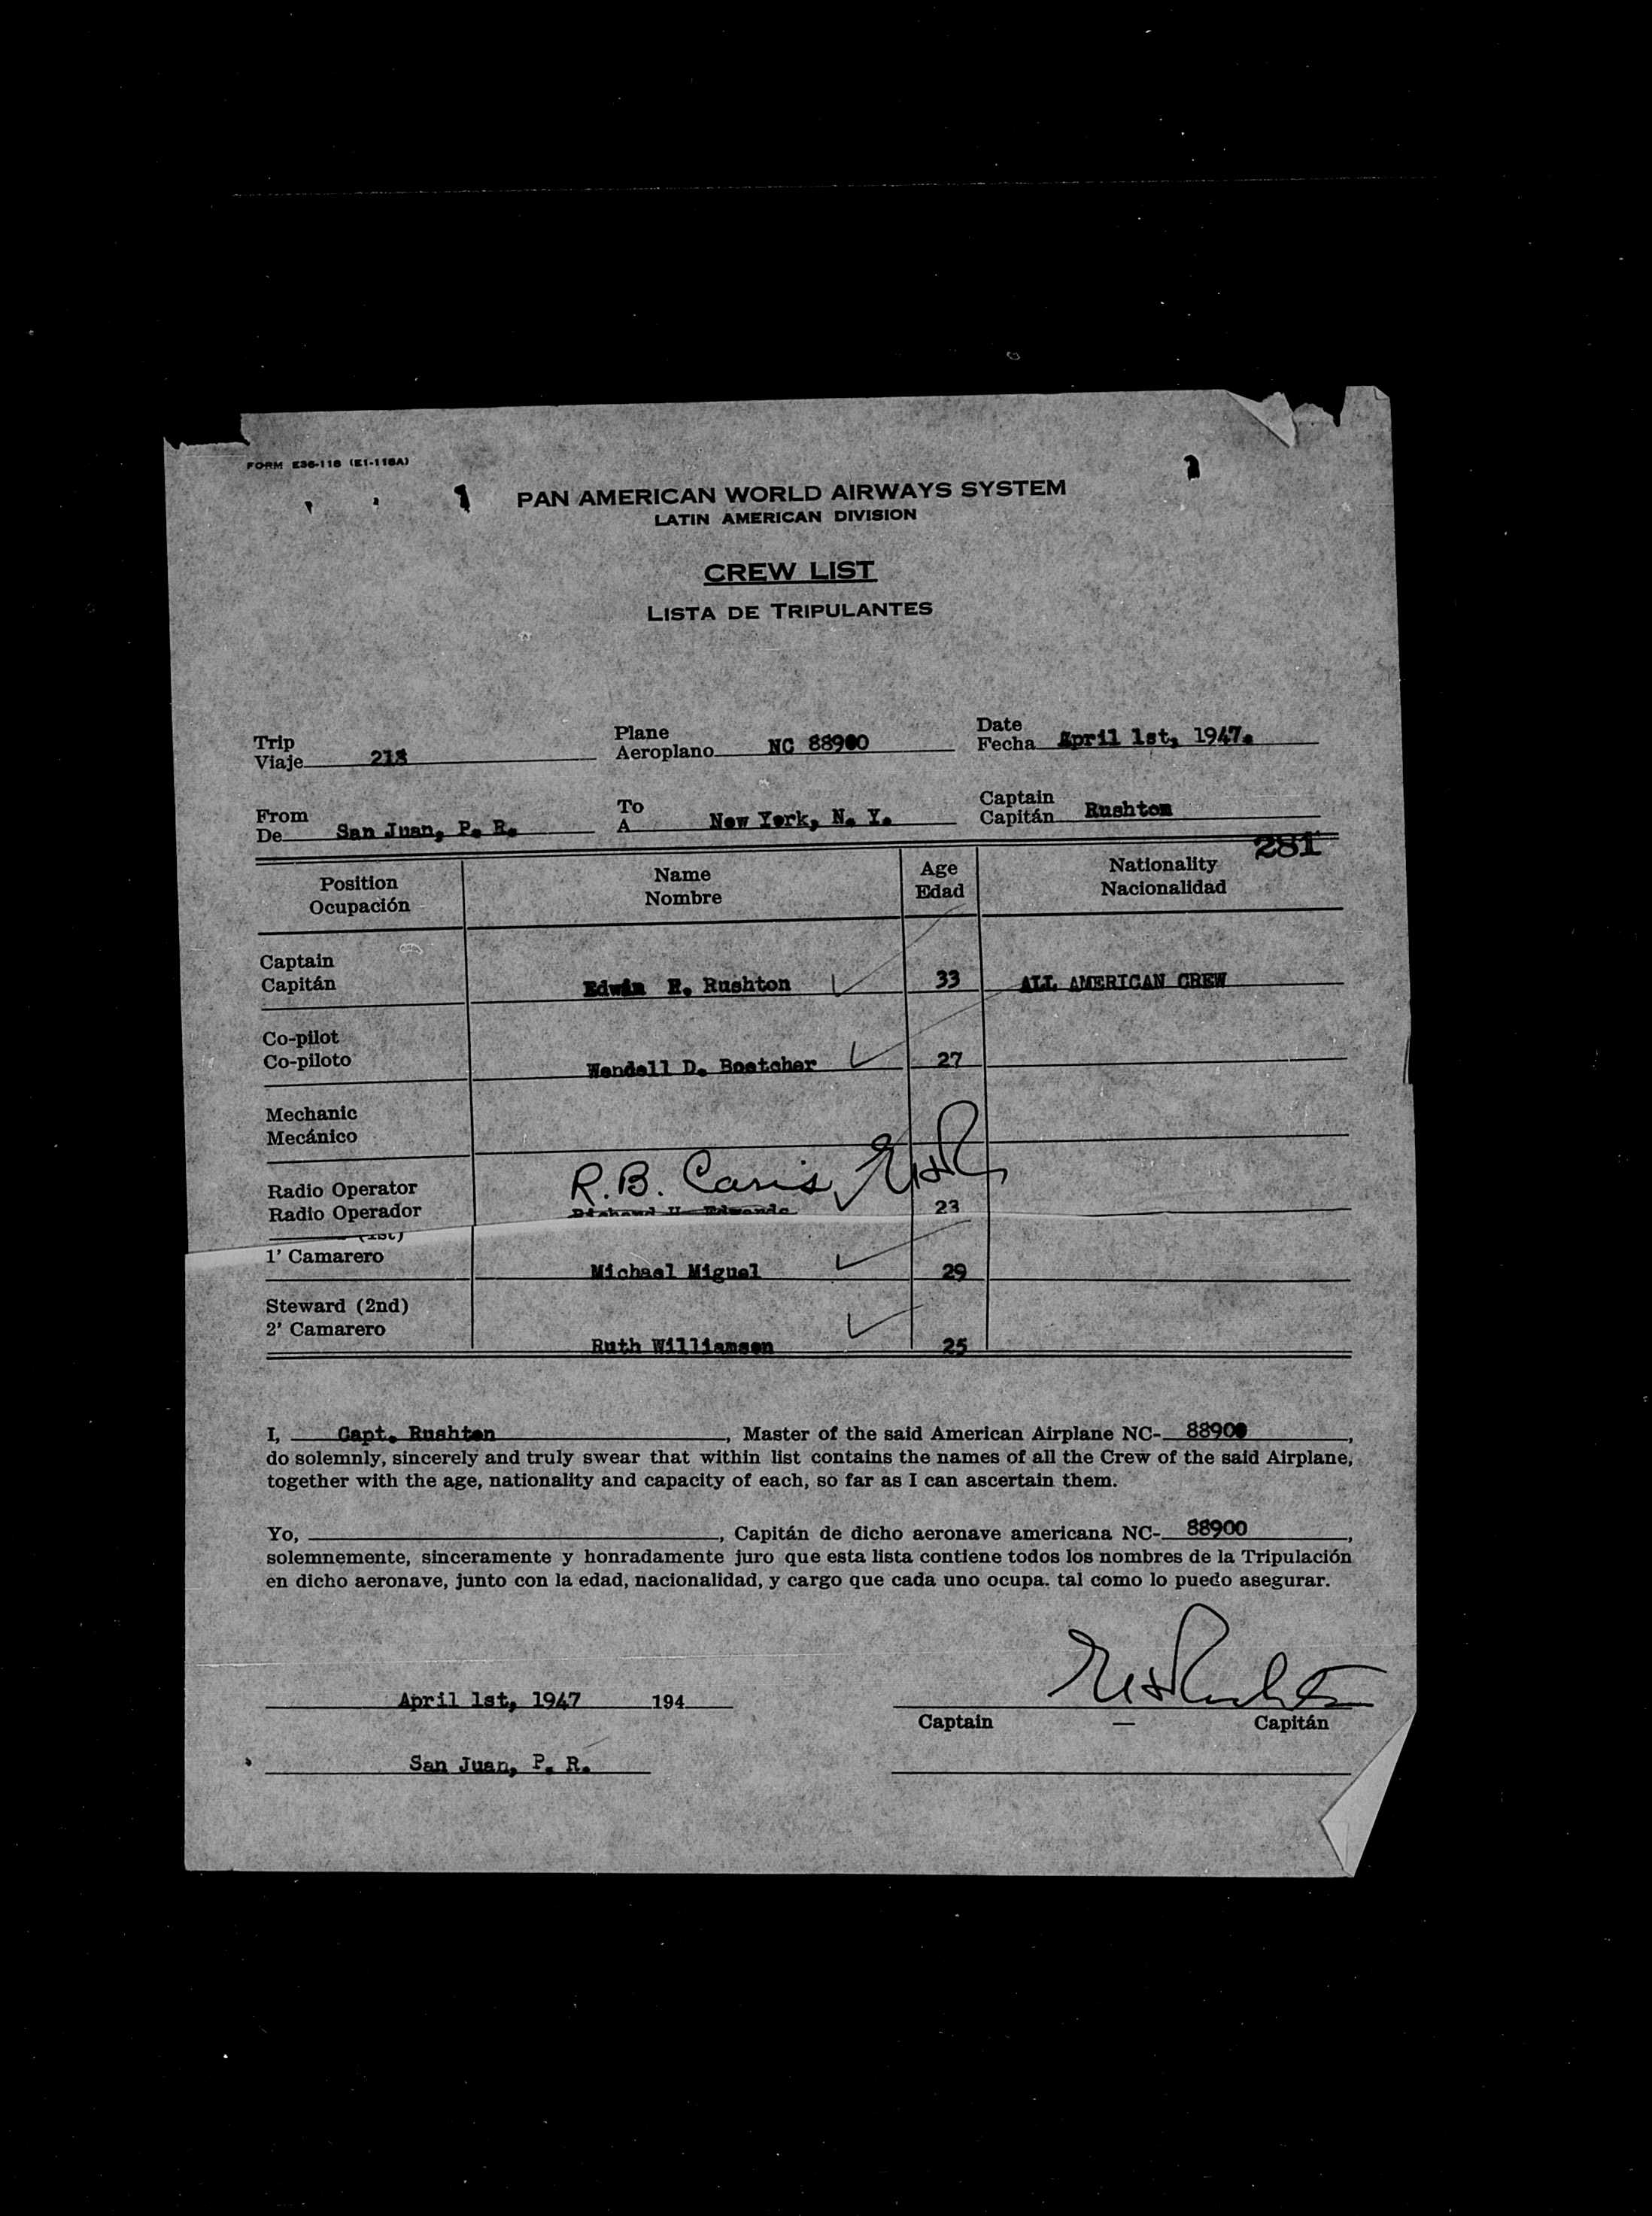 FORM E36-118 (E1-118A)
PAN AMERICAN WORLD AIRWAYS SYSTEM
LATIN AMERICAN DIVISION
CREW LIST
LISTA DE TRIPULANTES
Trip Viaje 218 Plane Aeroplano NC 88900 Date Fecha April 1st, 1947.
From De San Juan, P. R. To A New York, N. Y. Captain Capitán Rushton
281
Position Name Age Nationality
Ocupación Nombre Edad Nacionalidad
Captain
Capitán Edwin H. Rushton 33 ALL AMERICAN CREW
Co-pilot
Co-piloto Wendell D. Boetcher 27
Mechanic
Mecánico
Radio Operator R.B. Caris
Radio Operador Richard H. Edmonds 23
(1st)
1' Camarero Michael Miguel 29
Steward (2nd)
2' Camarero Ruth Williamson 25
I, Capt. Rushton, Master of the said American Airplane NC- 88900,
do solemnly, sincerely and truly swear that within list contains the names of all the Crew of the said Airplane,
together with the age, nationality and capacity of each, so far as I can ascertain them.
Yo, , Capitán de dicho aeronave americana NC- 88900,
solemnemente, sinceramente y honradamente juro que esta lista contiene todos los nombres de la Tripulación
en dicho aeronave, junto con la edad, nacionalidad, y cargo que cada uno ocupa. tal como lo puedo asegurar.
April 1st, 1947 194
Captain — Capitán
San Juan, P. R.